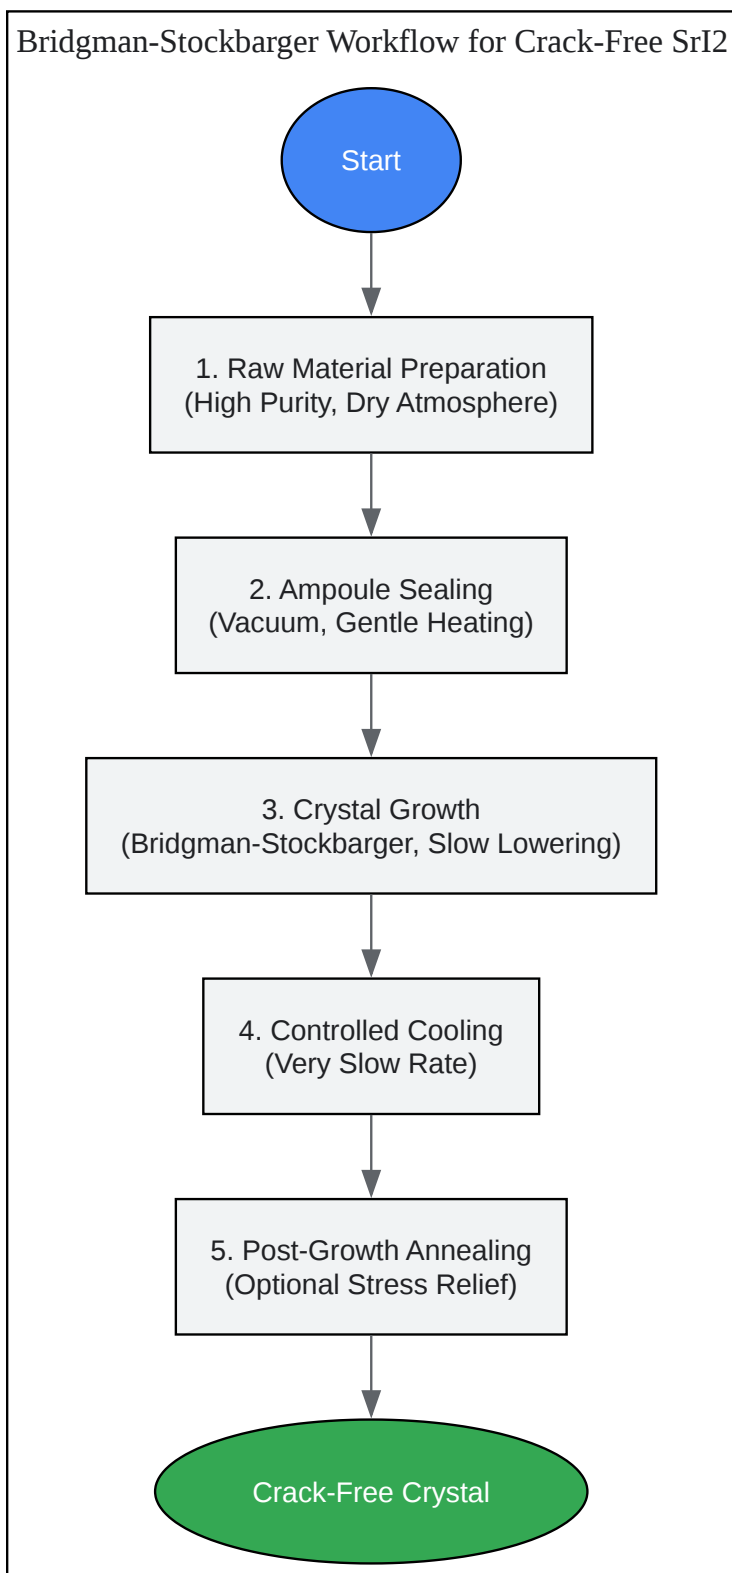 Bridgman-Stockbarger Workflow for Crack-Free SrI2
Start
1. Raw Material Preparation
(High Purity, Dry Atmosphere)
2. Ampoule Sealing
(Vacuum, Gentle Heating)
3. Crystal Growth
(Bridgman-Stockbarger, Slow Lowering)
4. Controlled Cooling
(Very Slow Rate)
5. Post-Growth Annealing
(Optional Stress Relief)
Crack-Free Crystal